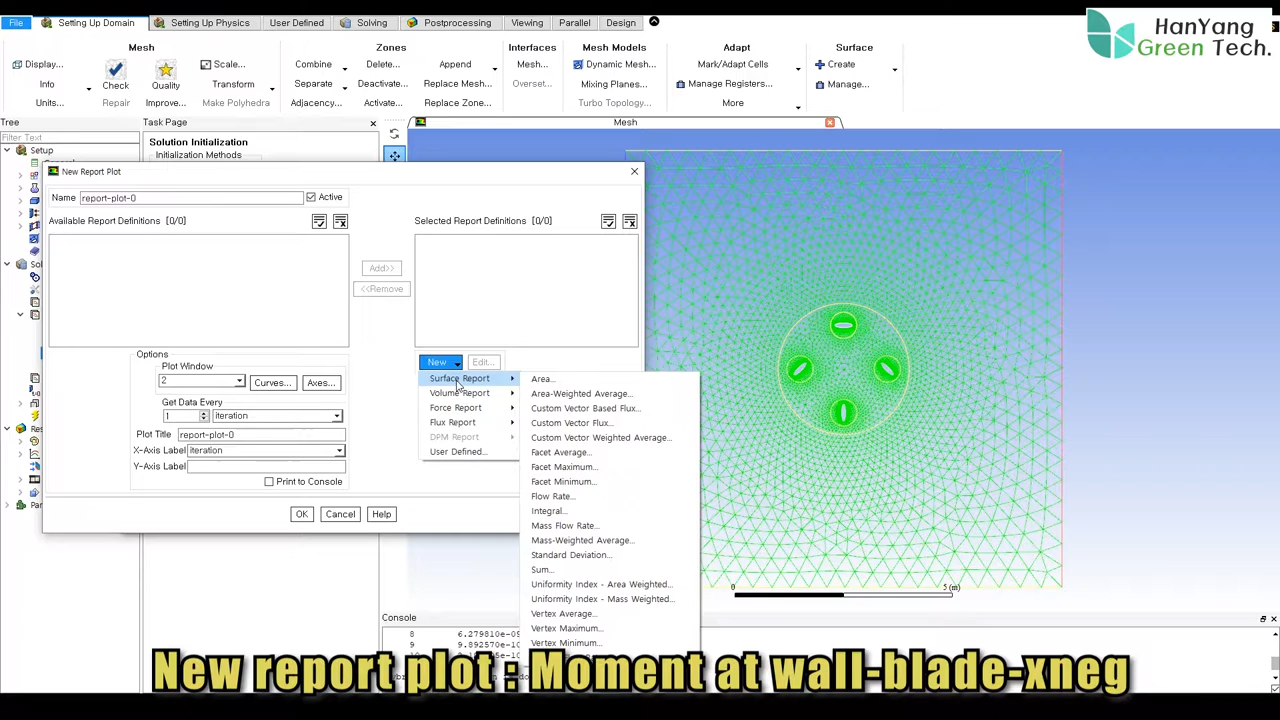 File
Setting Up Domain
Setting Up Physics
User Defined
Solving
Postprocessing
Viewing
Parallel
Design
HanYang
Green Tech.
Mesh
Zones
Interfaces
Mesh Models
Adapt
Surface
Display...
Scale...
Combine
Delete...
Append
Mesh...
Dynamic Mesh...
Mark/Adapt Cells
Create
Info
Check
Quality
Transform
Separate
Deactivate...
Replace Mesh...
Overset...
Mixing Planes...
Manage Registers...
Manage...
Units...
Repair
Improve...
Make Polyhedra
Adjacency...
Activate...
Replace Zone...
Turbo Topology...
More
Tree
Task Page
Mesh
Filter Text
Setup
Solution Initialization
Initialization Methods
New Report Plot
Name
report-plot-0
Active
Available Report Definitions [0/0]
Selected Report Definitions [0/0]
Add>>
<<Remove
Options
Plot Window
2
Curves...
Axes...
Get Data Every
1
iteration
Plot Title
report-plot-0
X-Axis Label
iteration
Y-Axis Label
Print to Console
OK
Cancel
Help
New
Edit...
Surface Report
Volume Report
Force Report
Flux Report
DPM Report
User Defined...
Area...
Area-Weighted Average...
Custom Vector Based Flux...
Custom Vector Flux...
Custom Vector Weighted Average...
Facet Average...
Facet Maximum...
Facet Minimum...
Flow Rate...
Integral...
Mass Flow Rate...
Mass-Weighted Average...
Standard Deviation...
Sum...
Uniformity Index - Area Weighted...
Uniformity Index - Mass Weighted...
Vertex Average...
Vertex Maximum...
Vertex Minimum...
0
5 (m)
Console
8 6.279810e-09
9 9.892570e-10
New report plot : Moment at wall-blade-xneg